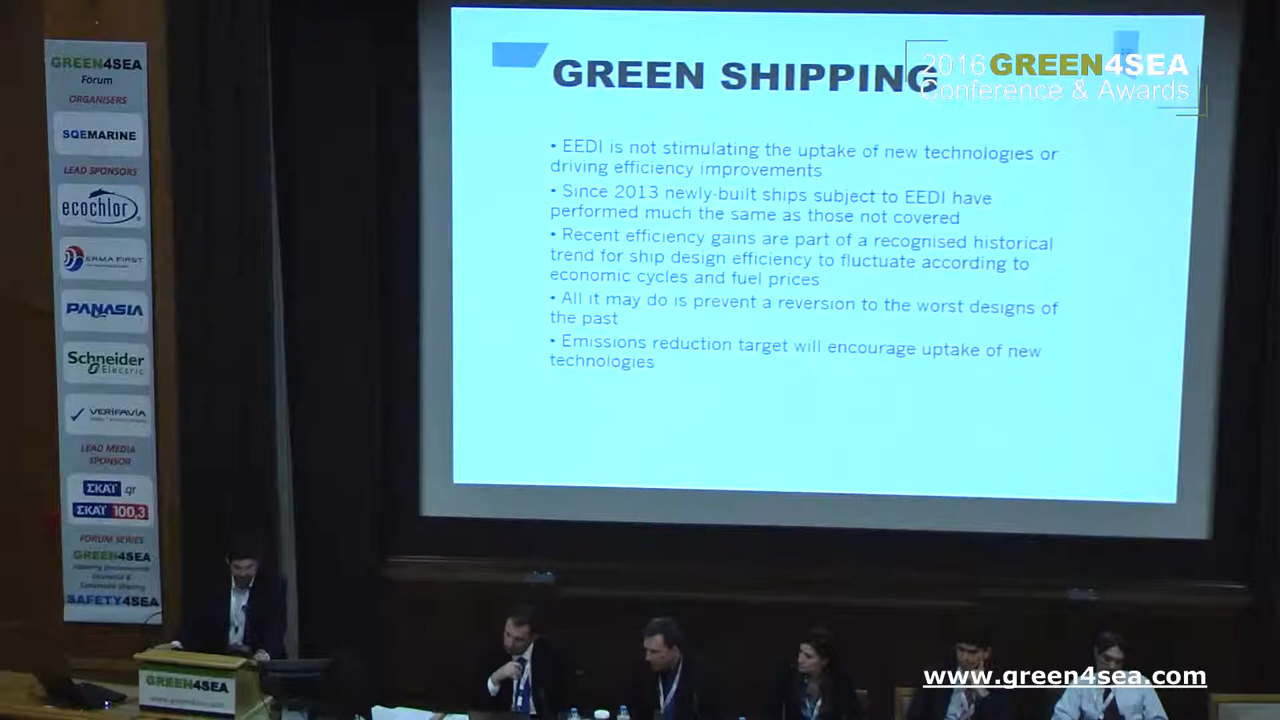 GREEN4SEA
Forum
ORGANISERS
SQEMARINE
LEAD SPONSORS
ecochlor
ERMA FIRST
PANASIA
Schneider
Electric
VERIFAVIA
LEAD MEDIA
SPONSOR
ΣΚΑΪ.gr
ΣΚΑΪ 100,3
FORUM SERIES
GREEN4SEA
SAFETY4SEA
GREEN SHIPPING
2016 GREEN4SEA
Conference & Awards
• EEDI is not stimulating the uptake of new technologies or
driving efficiency improvements
• Since 2013 newly-built ships subject to EEDI have
performed much the same as those not covered
• Recent efficiency gains are part of a recognised historical
trend for ship design efficiency to fluctuate according to
economic cycles and fuel prices
• All it may do is prevent a reversion to the worst designs of
the past
• Emissions reduction target will encourage uptake of new
technologies
GREEN4SEA
www.green4sea.com
www.green4sea.com